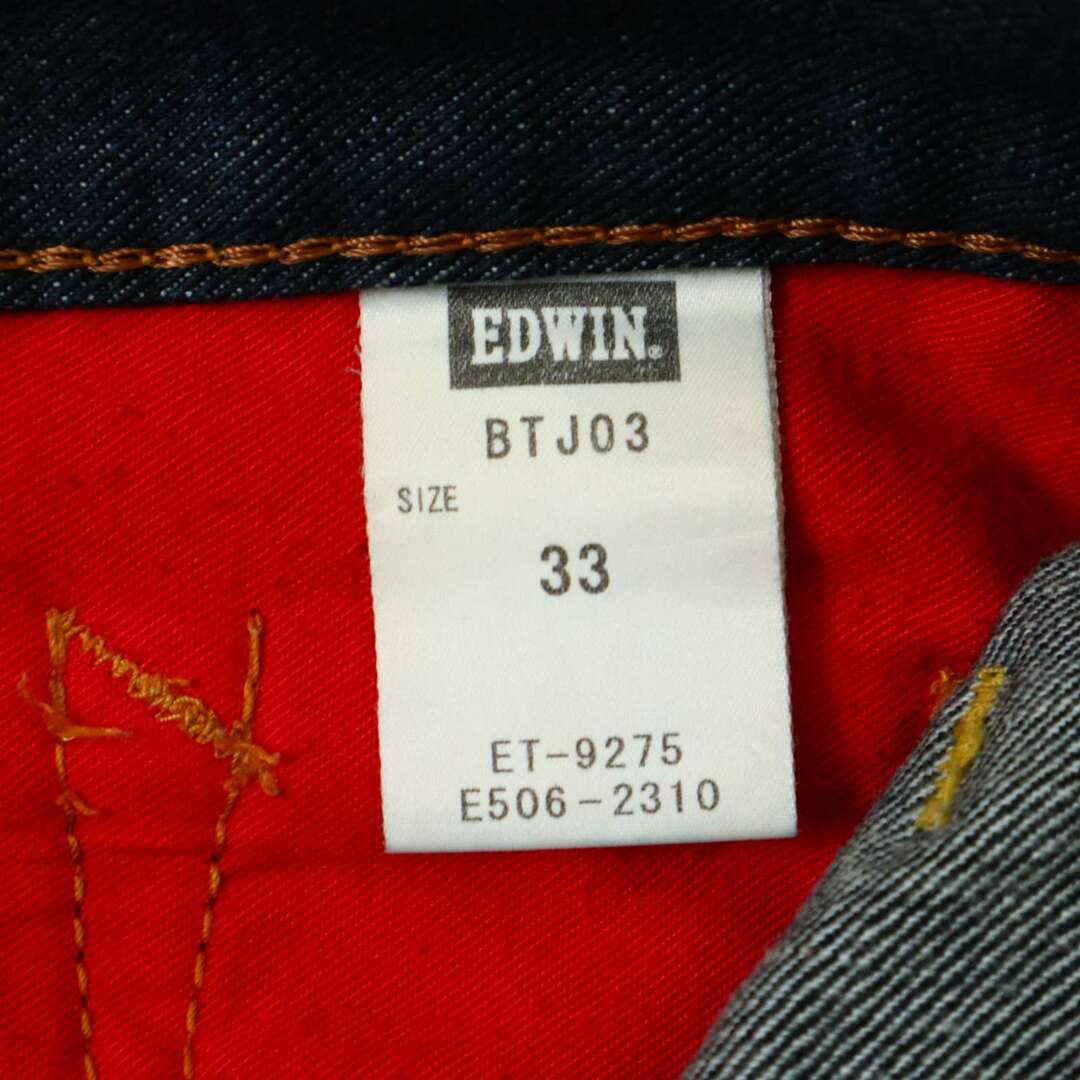 EDWIN®
BTJ03
SIZE
33
ET-9275
E506-2310